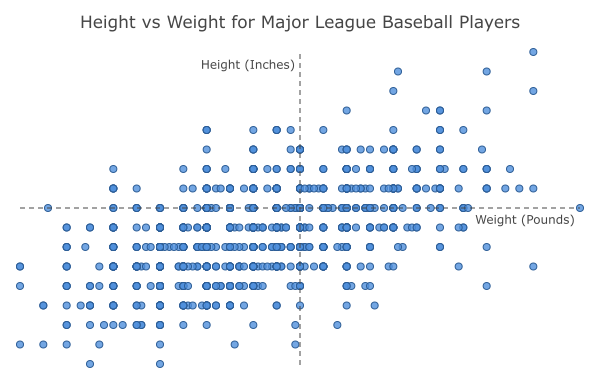 Height vs Weight for Major League Baseball Players
Height (Inches)
Weight (Pounds)